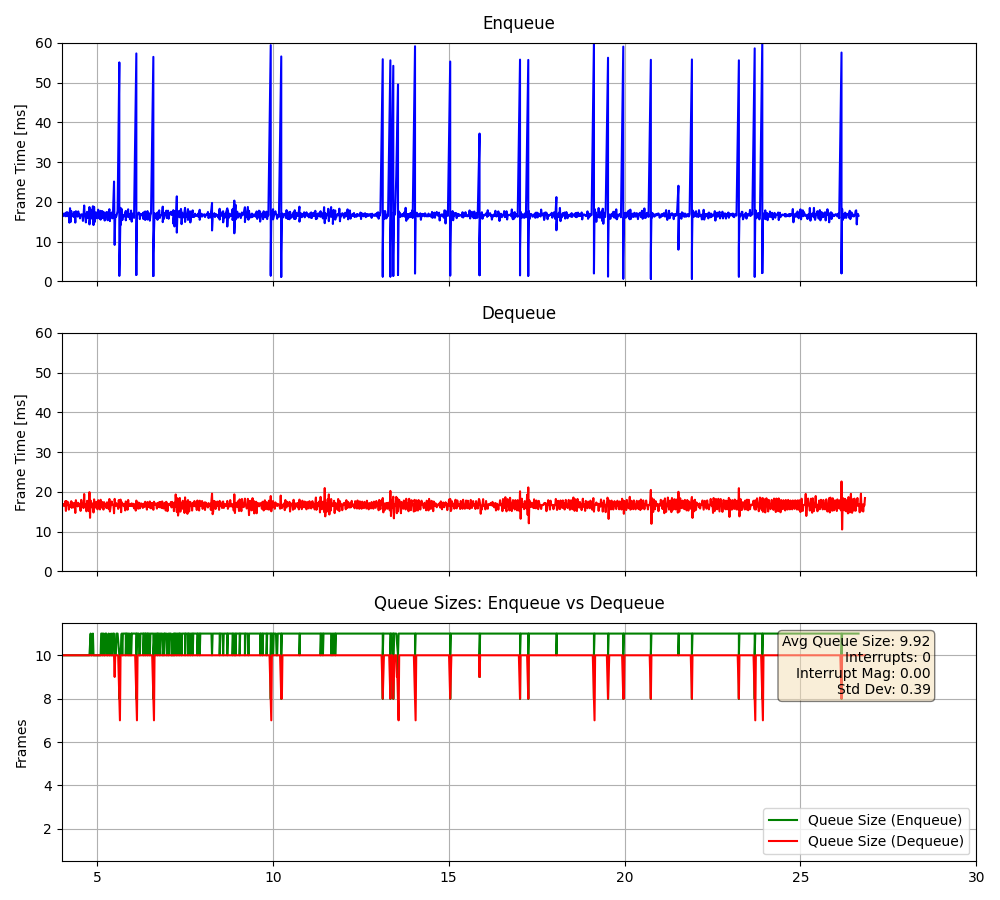 Enqueue
60
50
40
30
20
10
0
Frame Time [ms]
Dequeue
60
50
40
30
20
10
0
Frame Time [ms]
Queue Sizes: Enqueue vs Dequeue
10
8
6
4
2
Frames
Avg Queue Size: 9.92
Interrupts: 0
Interrupt Mag: 0.00
Std Dev: 0.39
Queue Size (Enqueue)
Queue Size (Dequeue)
5 10 15 20 25 30